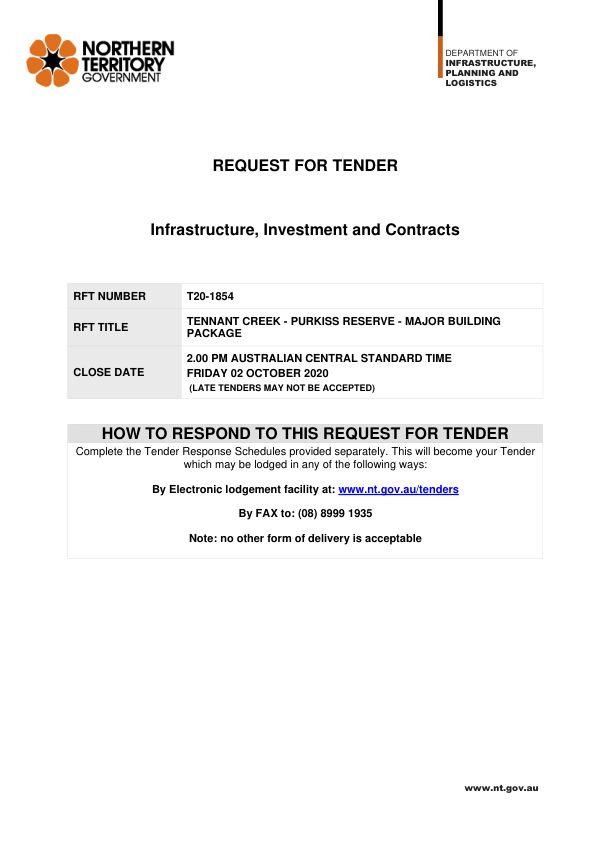 NORTHERN
TERRITORY
GOVERNMENT
DEPARTMENT OF
INFRASTRUCTURE,
PLANNING AND
LOGISTICS
REQUEST FOR TENDER
Infrastructure, Investment and Contracts
RFT NUMBER T20-1854
RFT TITLE TENNANT CREEK - PURKISS RESERVE - MAJOR BUILDING
PACKAGE
CLOSE DATE 2.00 PM AUSTRALIAN CENTRAL STANDARD TIME
FRIDAY 02 OCTOBER 2020
(LATE TENDERS MAY NOT BE ACCEPTED)
HOW TO RESPOND TO THIS REQUEST FOR TENDER
Complete the Tender Response Schedules provided separately. This will become your Tender
which may be lodged in any of the following ways:
By Electronic lodgement facility at: www.nt.gov.au/tenders
By FAX to: (08) 8999 1935
Note: no other form of delivery is acceptable
www.nt.gov.au